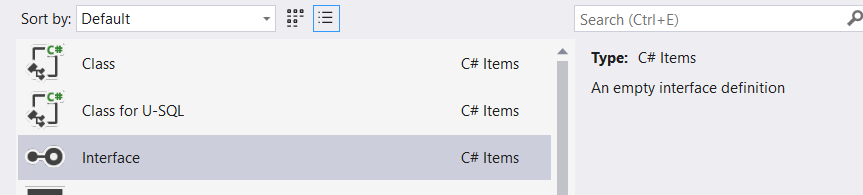 Sort by: Default Search (Ctrl+E)
C# Class C# Items Type: C# Items
An empty interface definition
C# Class for U-SQL C# Items
Interface C# Items